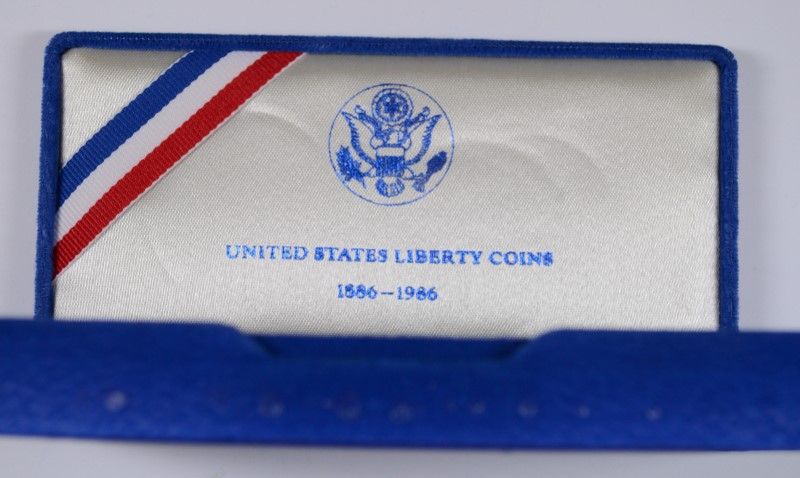 UNITED STATES LIBERTY COINS
1886-1986